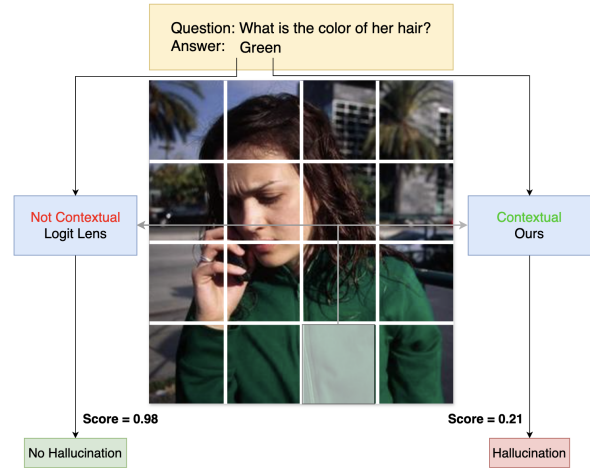 Question: What is the color of her hair?
Answer: Green
Not Contextual
Logit Lens
Contextual
Ours
Score = 0.98
Score = 0.21
No Hallucination
Hallucination